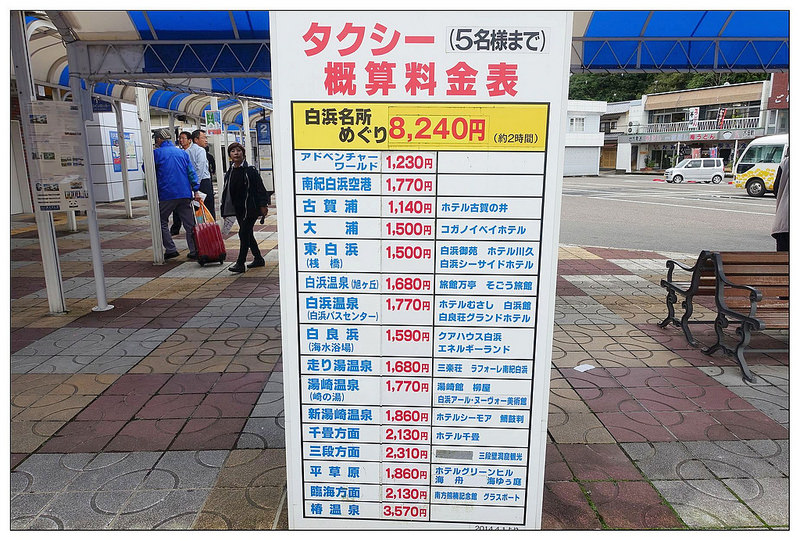 タクシー (5名様まで)
概算料金表
白浜名所
めぐり 8,240円 (約2時間)
アドベンチャー
ワールド 1,230円
南紀白浜空港 1,770円
古賀浦 1,140円 ホテル古賀の井
大浦 1,500円 コガノイベイホテル
東・白浜 1,500円 白浜御苑 ホテル川久
(桟橋) 白浜シーサイドホテル
白浜温泉(旭ヶ丘) 1,680円 旅館万亭 そごう旅館
白浜温泉 1,770円 ホテルむさし 白浜館
(白浜バスセンター) 白良荘グランドホテル
白良浜 1,590円 クアハウス白浜
(海水浴場) エネルギーランド
走り湯温泉 1,680円 三楽荘 ラフォーレ南紀白浜
湯崎温泉 1,770円 湯崎館 柳屋
(崎の湯) 白浜アール・ヌーヴォー美術館
新湯崎温泉 1,860円 ホテルシーモア 鯛鼓判
千畳方面 2,130円 ホテル千畳
三段方面 2,310円 三段壁洞窟観光
平草原 1,860円 ホテルグリーンヒル
海舟 海ゆぅ庭
臨海方面 2,130円 南方熊楠記念館 グラスボート
椿温泉 3,570円
2014.4.1より
2